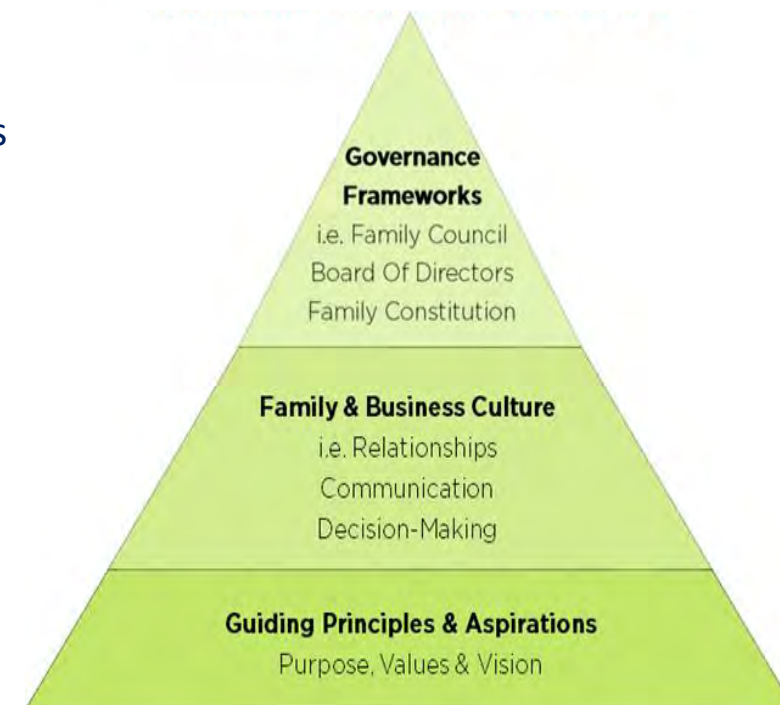 s
Governance
Frameworks
i.e. Family Council
Board Of Directors
Family Constitution
Family & Business Culture
i.e. Relationships
Communication
Decision-Making
Guiding Principles & Aspirations
Purpose, Values & Vision